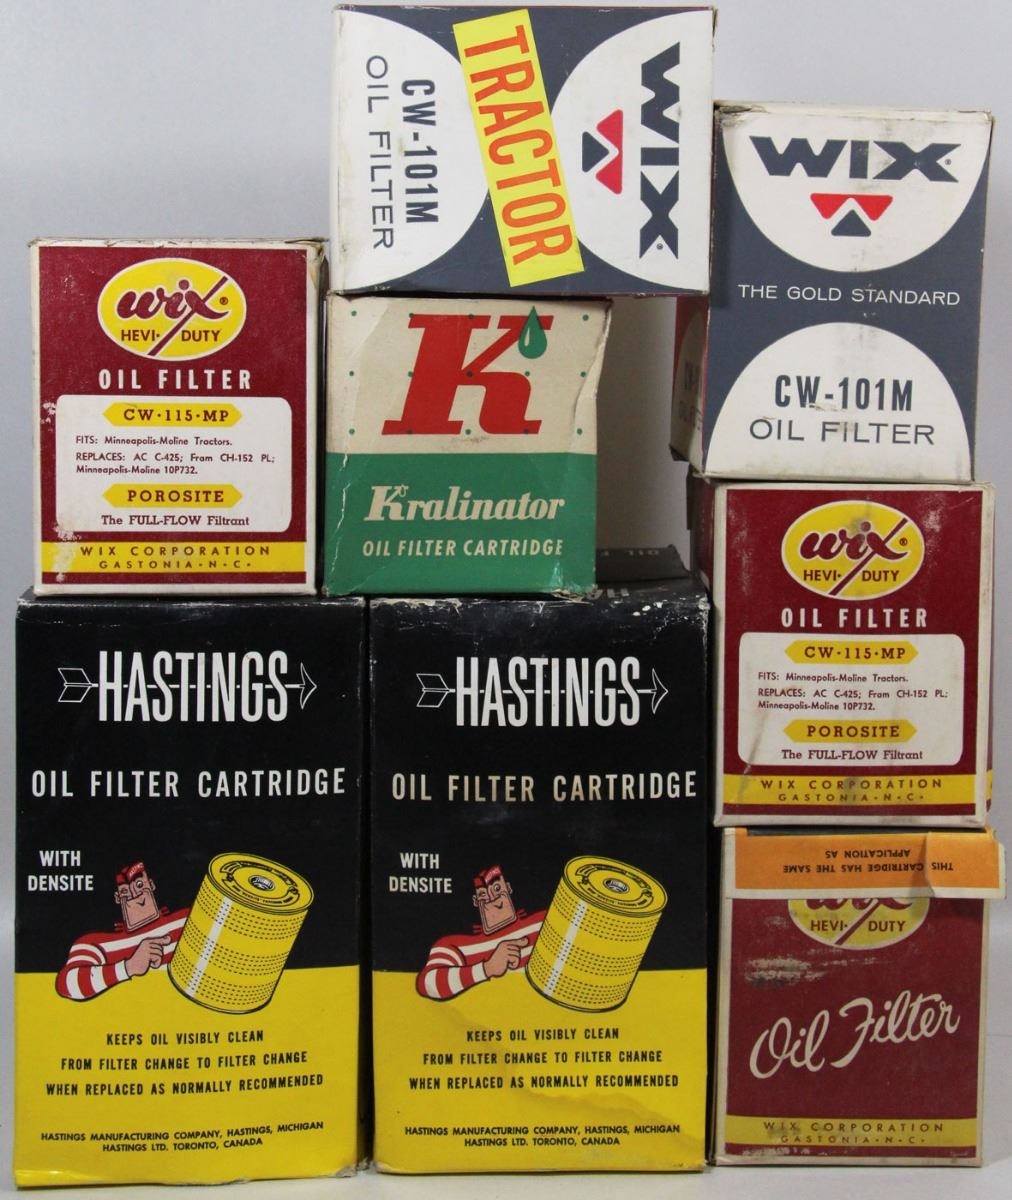 WIX
TRACTOR
CW-101M
OIL FILTER
WIX®
THE GOLD STANDARD
CW-101M
OIL FILTER
wix®
HEVI- DUTY
OIL FILTER
CW·115·MP
FITS: Minneapolis-Moline Tractors.
REPLACES: AC C-425; Fram CH-152 PL;
Minneapolis-Moline 10P732.
POROSITE
The FULL-FLOW Filtrant
WIX CORPORATION
GASTONIA·N·C·
K
Kralinator
OIL FILTER CARTRIDGE
wix®
HEVI- DUTY
OIL FILTER
CW·115·MP
FITS: Minneapolis-Moline Tractors.
REPLACES: AC C-425; Fram CH-152 PL;
Minneapolis-Moline 10P732.
POROSITE
The FULL-FLOW Filtrant
WIX CORPORATION
GASTONIA·N·C·
HASTINGS
OIL FILTER CARTRIDGE
WITH
DENSITE
KEEPS OIL VISIBLY CLEAN
FROM FILTER CHANGE TO FILTER CHANGE
WHEN REPLACED AS NORMALLY RECOMMENDED
HASTINGS MANUFACTURING COMPANY, HASTINGS, MICHIGAN
HASTINGS LTD. TORONTO, CANADA
HASTINGS
OIL FILTER CARTRIDGE
WITH
DENSITE
KEEPS OIL VISIBLY CLEAN
FROM FILTER CHANGE TO FILTER CHANGE
WHEN REPLACED AS NORMALLY RECOMMENDED
HASTINGS MANUFACTURING COMPANY, HASTINGS, MICHIGAN
HASTINGS LTD. TORONTO, CANADA
THIS CARTRIDGE HAS THE SAME
APPLICATION AS
wix
HEVI- DUTY
Oil Filter
WIX CORPORATION
GASTONIA·N·C·